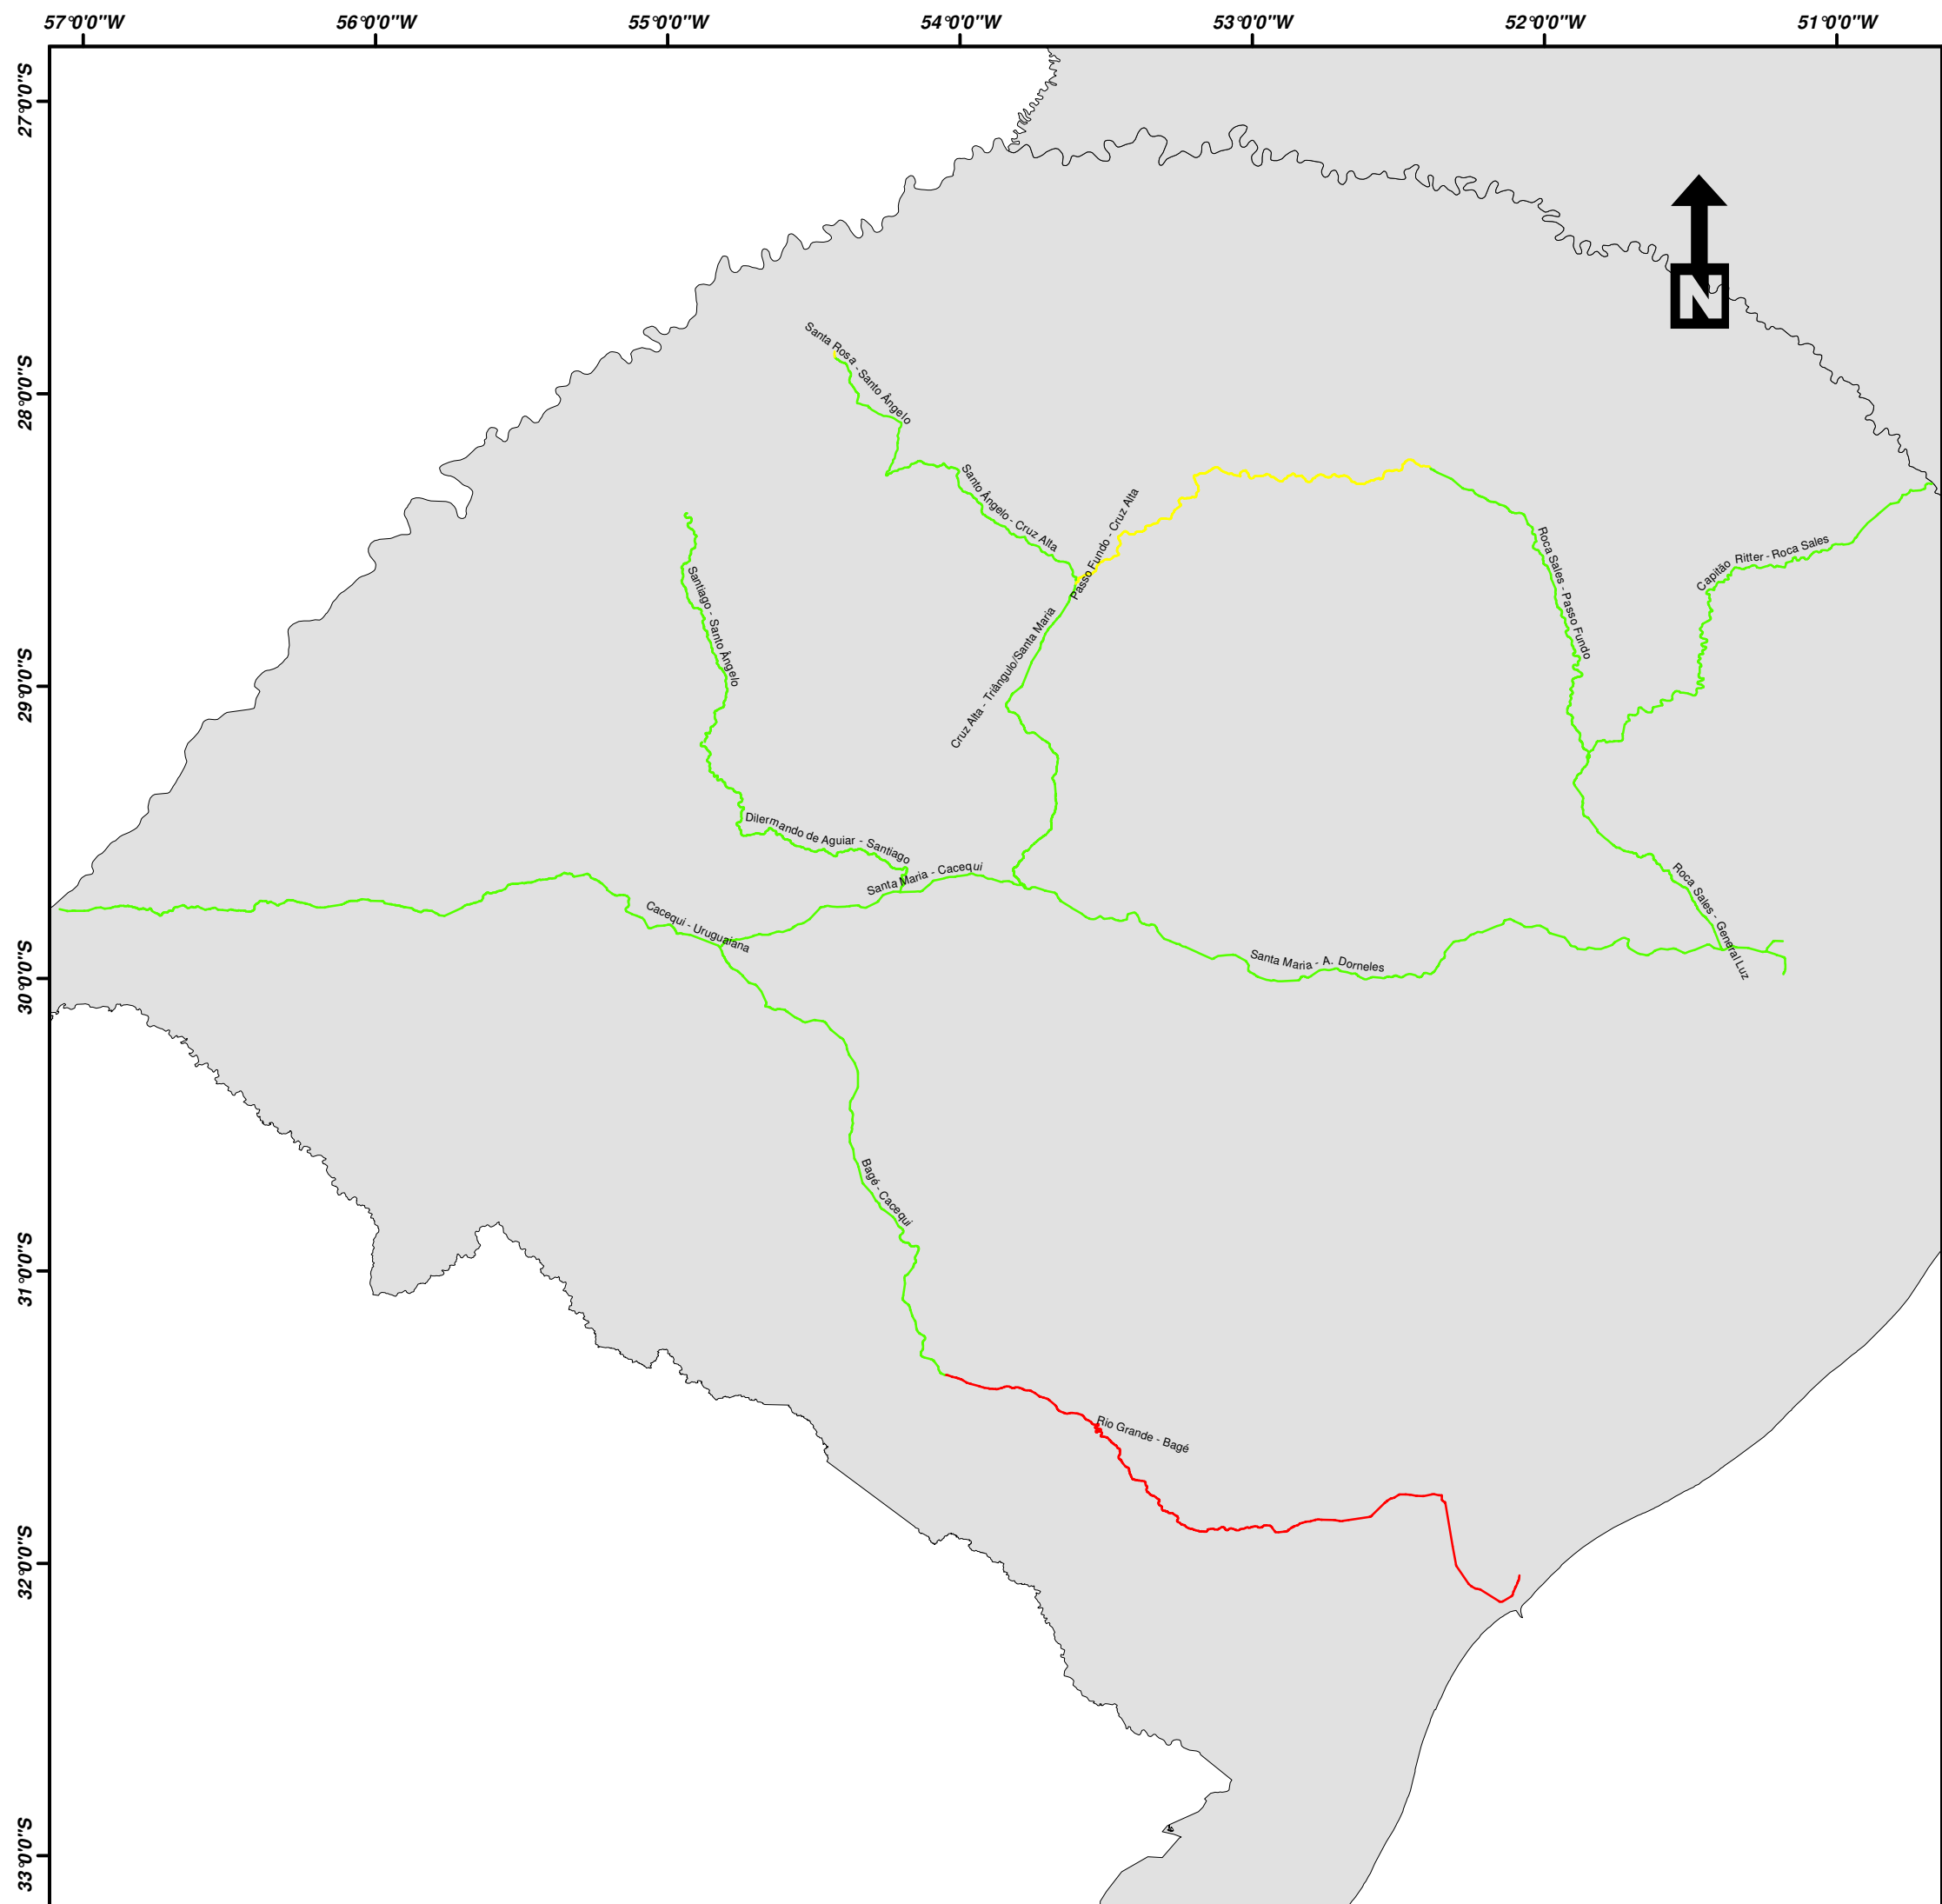 57°0'0"W
56°0'0"W
55°0'0"W
54°0'0"W
53°0'0"W
52°0'0"W
51°0'0"W
27°0'0"S
28°0'0"S
29°0'0"S
30°0'0"S
31°0'0"S
32°0'0"S
33°0'0"S
N
Santa Rosa - Santo Ângelo
Santo Ângelo - Cruz Alta
Passo Fundo - Cruz Alta
Roca Sales - Passo Fundo
Capitão Ritter - Roca Sales
Santiago - Santo Ângelo
Cruz Alta - Triângulo/Santa Maria
Dilermando de Aguiar - Santiago
Santa Maria - Cacequi
Cacequi - Uruguaiana
Roca Sales - General Luz
Santa Maria - A. Dorneles
Bagé - Cacequi
Rio Grande - Bagé